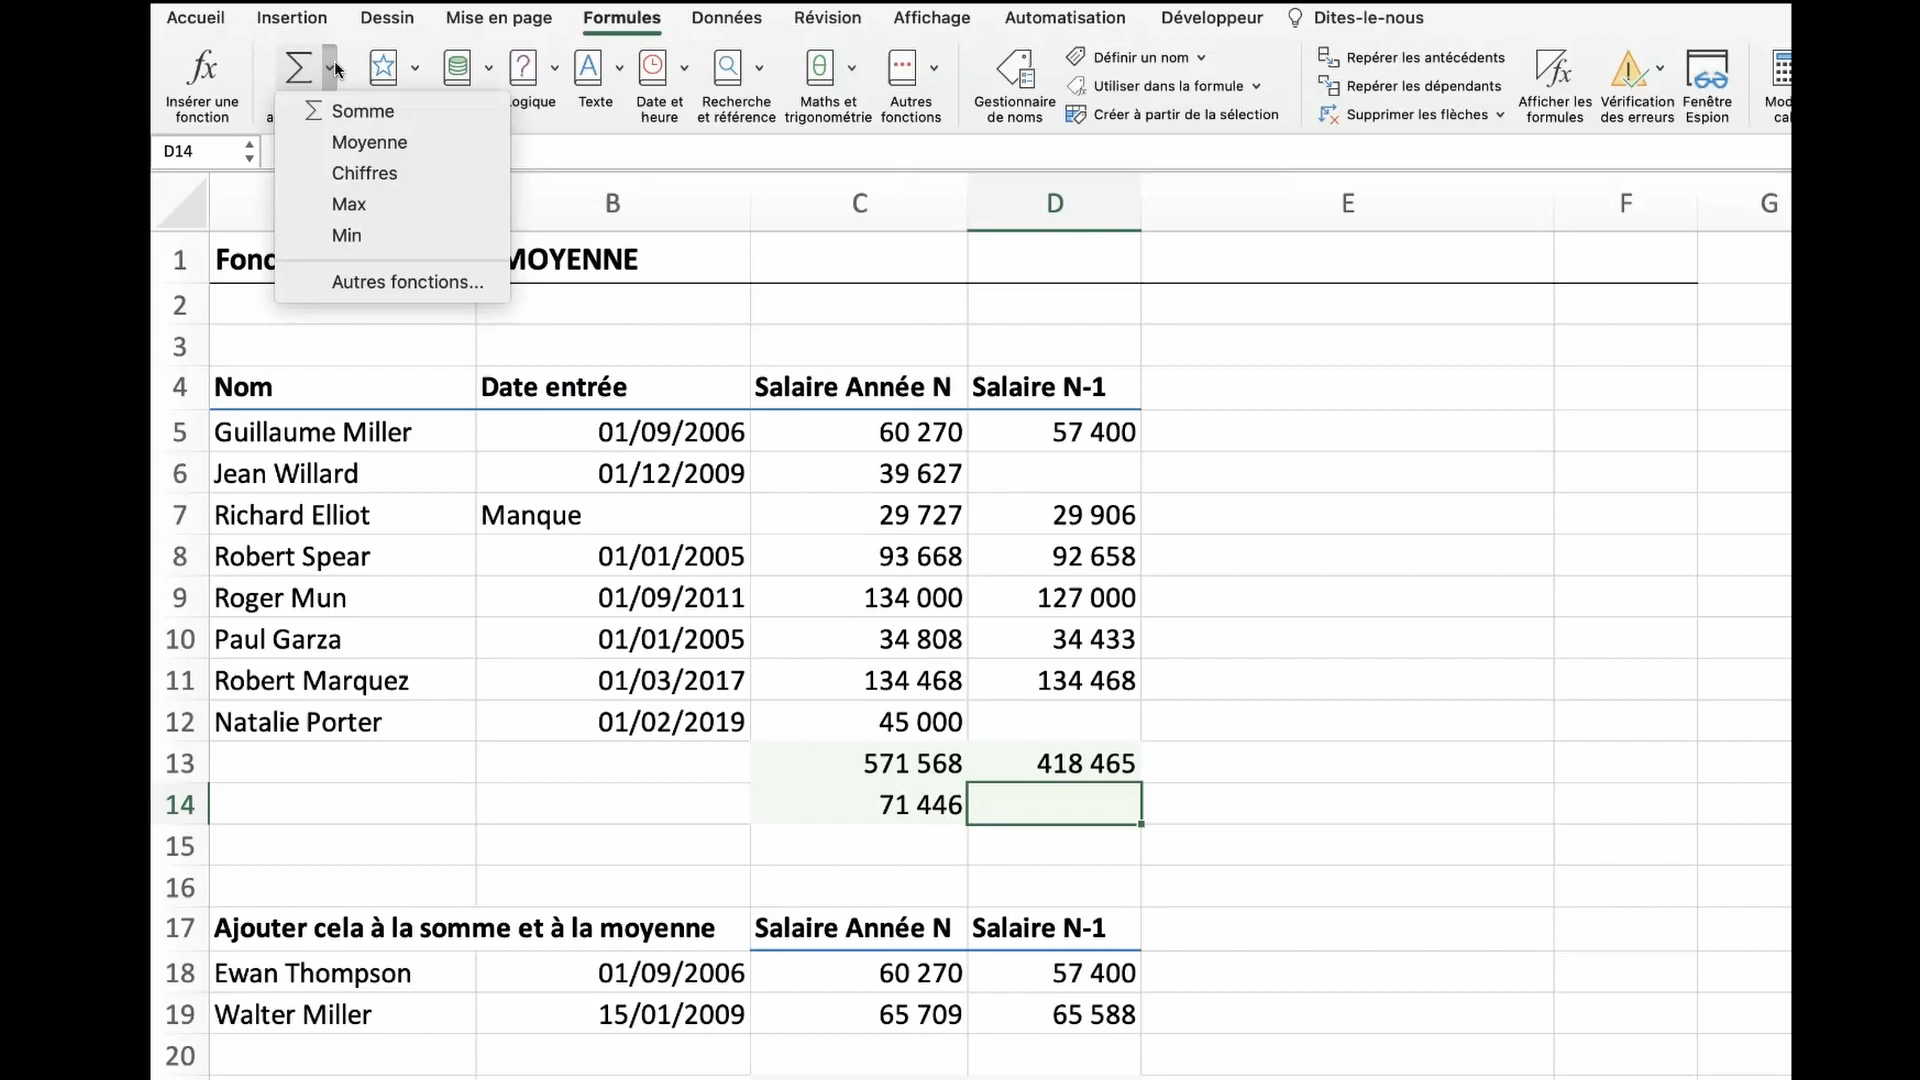 Accueil Insertion Dessin Mise en page Formules Données Révision Affichage Automatisation Développeur Dites-le-nous
Insérer une fonction
Texte
Date et heure
Recherche et référence
Maths et trigonométrie
Autres fonctions
Gestionnaire de noms
Définir un nom
Utiliser dans la formule
Créer à partir de la sélection
Repérer les antécédents
Repérer les dépendants
Supprimer les flèches
Afficher les formules
Vérification des erreurs
Fenêtre Espion
Somme
Moyenne
Chiffres
Max
Min
Autres fonctions...
D14
B C D E F G
1 MOYENNE
2
3
4 Nom Date entrée Salaire Année N Salaire N-1
5 Guillaume Miller 01/09/2006 60 270 57 400
6 Jean Willard 01/12/2009 39 627
7 Richard Elliot Manque 29 727 29 906
8 Robert Spear 01/01/2005 93 668 92 658
9 Roger Mun 01/09/2011 134 000 127 000
10 Paul Garza 01/01/2005 34 808 34 433
11 Robert Marquez 01/03/2017 134 468 134 468
12 Natalie Porter 01/02/2019 45 000
13 571 568 418 465
14 71 446
15
16
17 Ajouter cela à la somme et à la moyenne Salaire Année N Salaire N-1
18 Ewan Thompson 01/09/2006 60 270 57 400
19 Walter Miller 15/01/2009 65 709 65 588
20